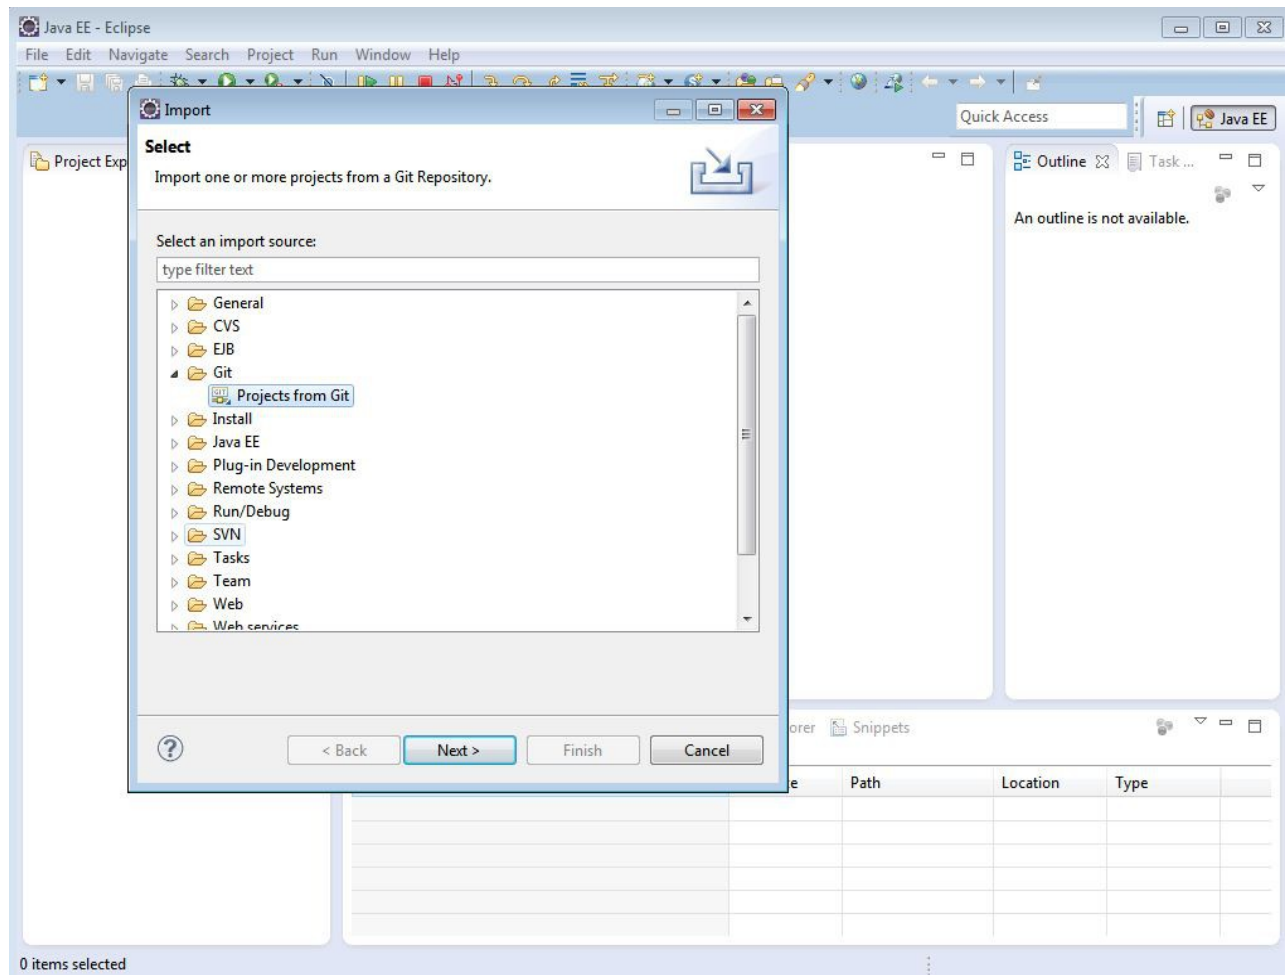 Java EE - Eclipse
File Edit Navigate Search Project Run Window Help
Quick Access
Java EE
Import
Select
Import one or more projects from a Git Repository.
Select an import source:
type filter text
General
CVS
EJB
Git
GIT Projects from Git
Install
Java EE
Plug-in Development
Remote Systems
Run/Debug
SVN
Tasks
Team
Web
Web services
? < Back Next > Finish Cancel
Project Exp
Outline Task ...
An outline is not available.
orer Snippets
e Path Location Type
0 items selected